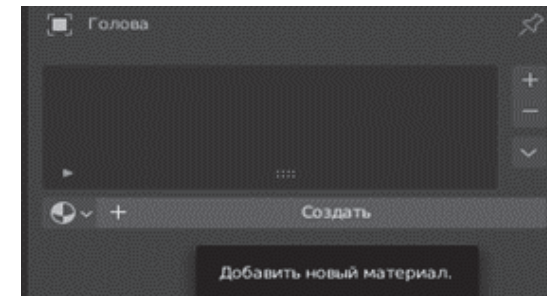 Голова
Создать
Добавить новый материал.